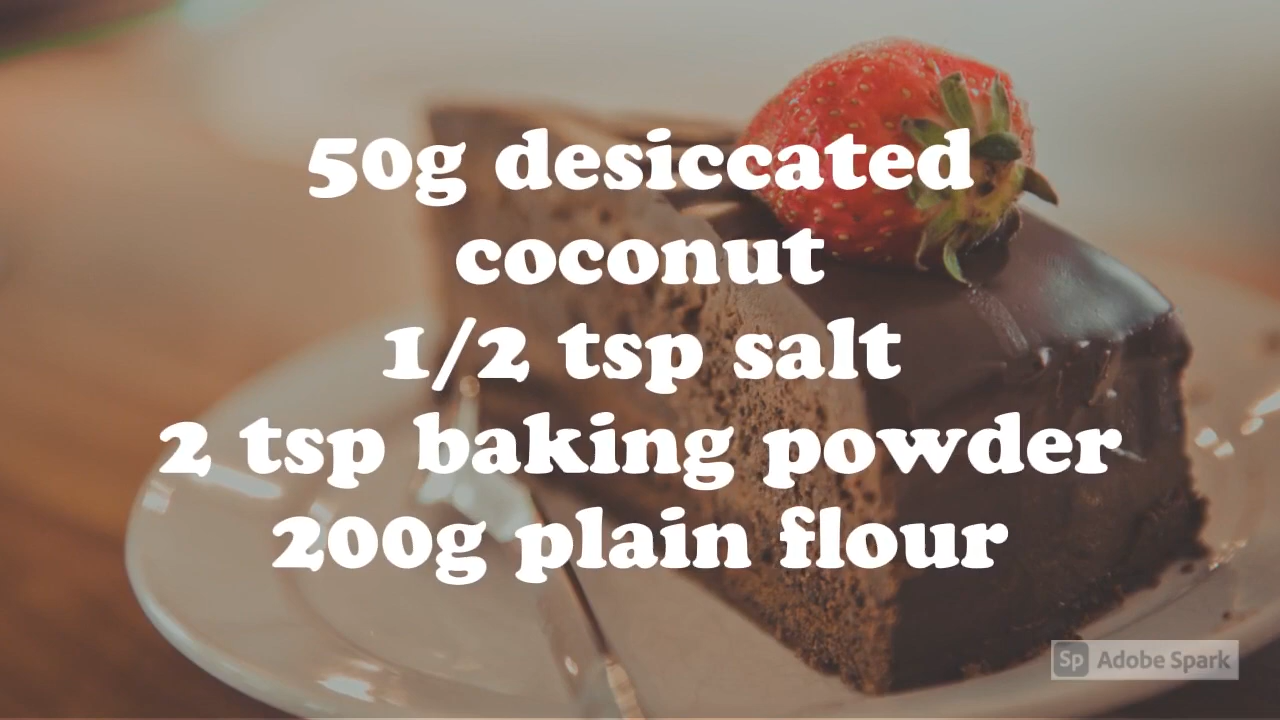 50g desiccated
coconut
1/2 tsp salt
2 tsp baking powder
200g plain flour
Sp Adobe Spark